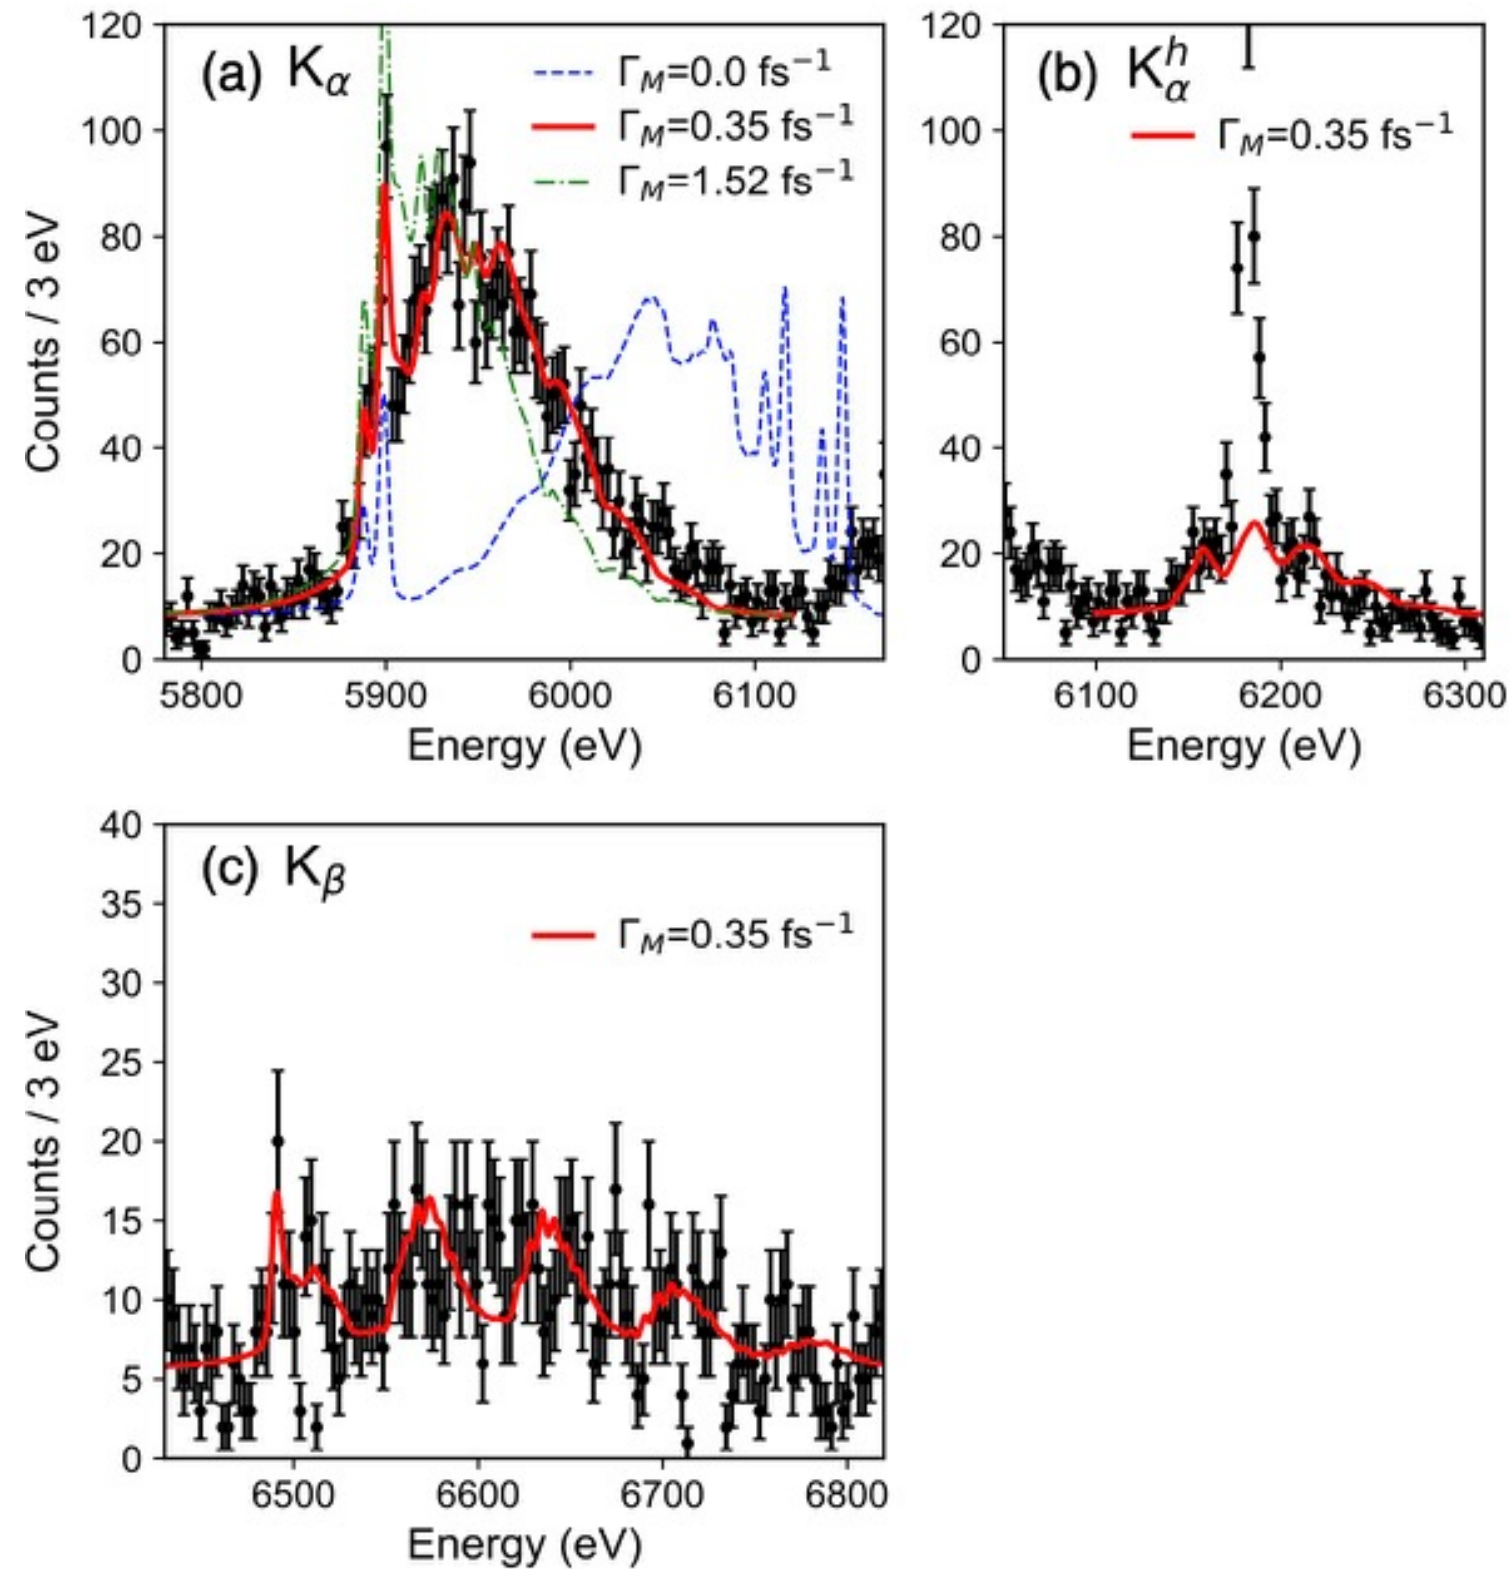 (a) Kα
Γ_M=0.0 fs⁻¹
Γ_M=0.35 fs⁻¹
Γ_M=1.52 fs⁻¹
120
100
80
60
40
20
0
Counts / 3 eV
5800 5900 6000 6100
Energy (eV)
(b) Kαʰ
Γ_M=0.35 fs⁻¹
120
100
80
60
40
20
0
6100 6200 6300
Energy (eV)
(c) Kβ
Γ_M=0.35 fs⁻¹
40
35
30
25
20
15
10
5
0
Counts / 3 eV
6500 6600 6700 6800
Energy (eV)